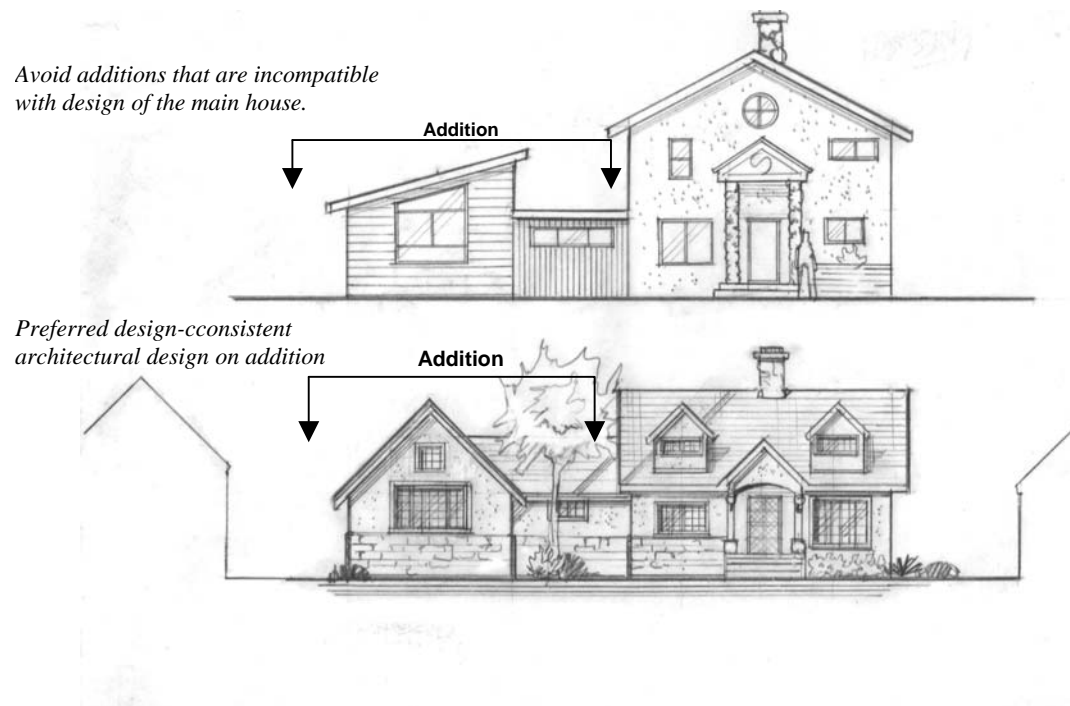 Avoid additions that are incompatible
with design of the main house.
Addition
Preferred design-cconsistent
architectural design on addition
Addition